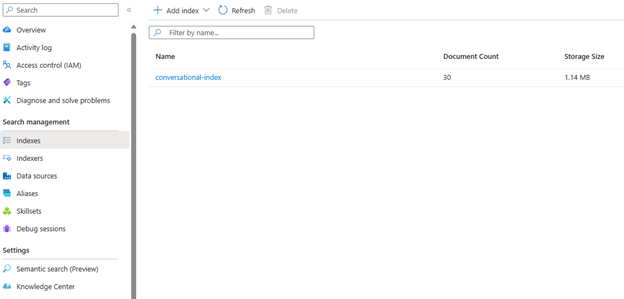 Search
«
Overview
Activity log
Access control (IAM)
Tags
Diagnose and solve problems
Search management
Indexes
Indexers
Data sources
Aliases
Skillsets
Debug sessions
Settings
Semantic search (Preview)
Knowledge Center
+ Add index Refresh Delete
Filter by name...
Name Document Count Storage Size
conversational-index 30 1.14 MB